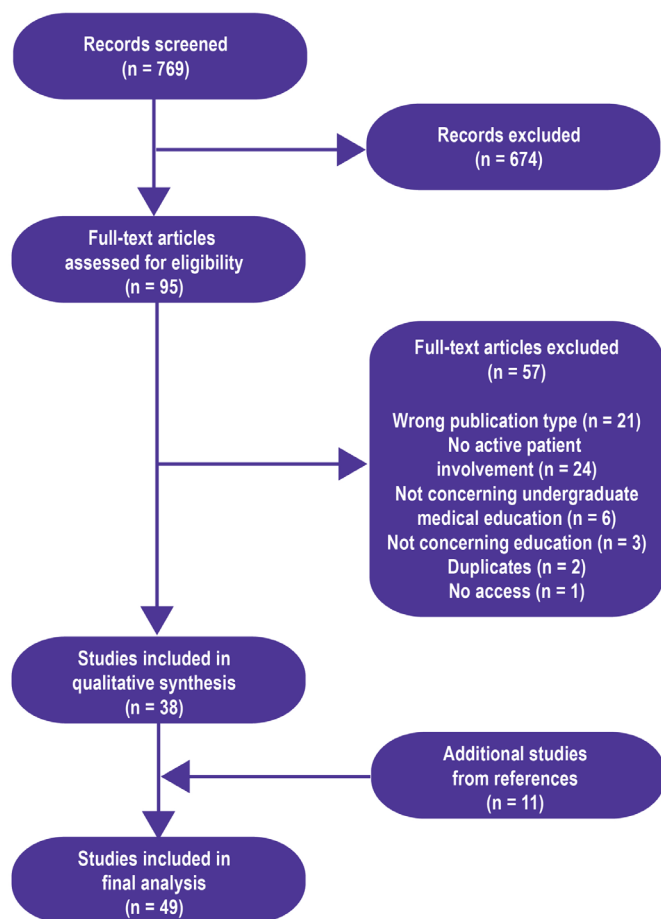 Records screened
(n = 769)
Records excluded
(n = 674)
Full-text articles
assessed for eligibility
(n = 95)
Full-text articles excluded
(n = 57)
Wrong publication type (n = 21)
No active patient
involvement (n = 24)
Not concerning undergraduate
medical education (n = 6)
Not concerning education (n = 3)
Duplicates (n = 2)
No access (n = 1)
Studies included in
qualitative synthesis
(n = 38)
Additional studies
from references
(n = 11)
Studies included in
final analysis
(n = 49)